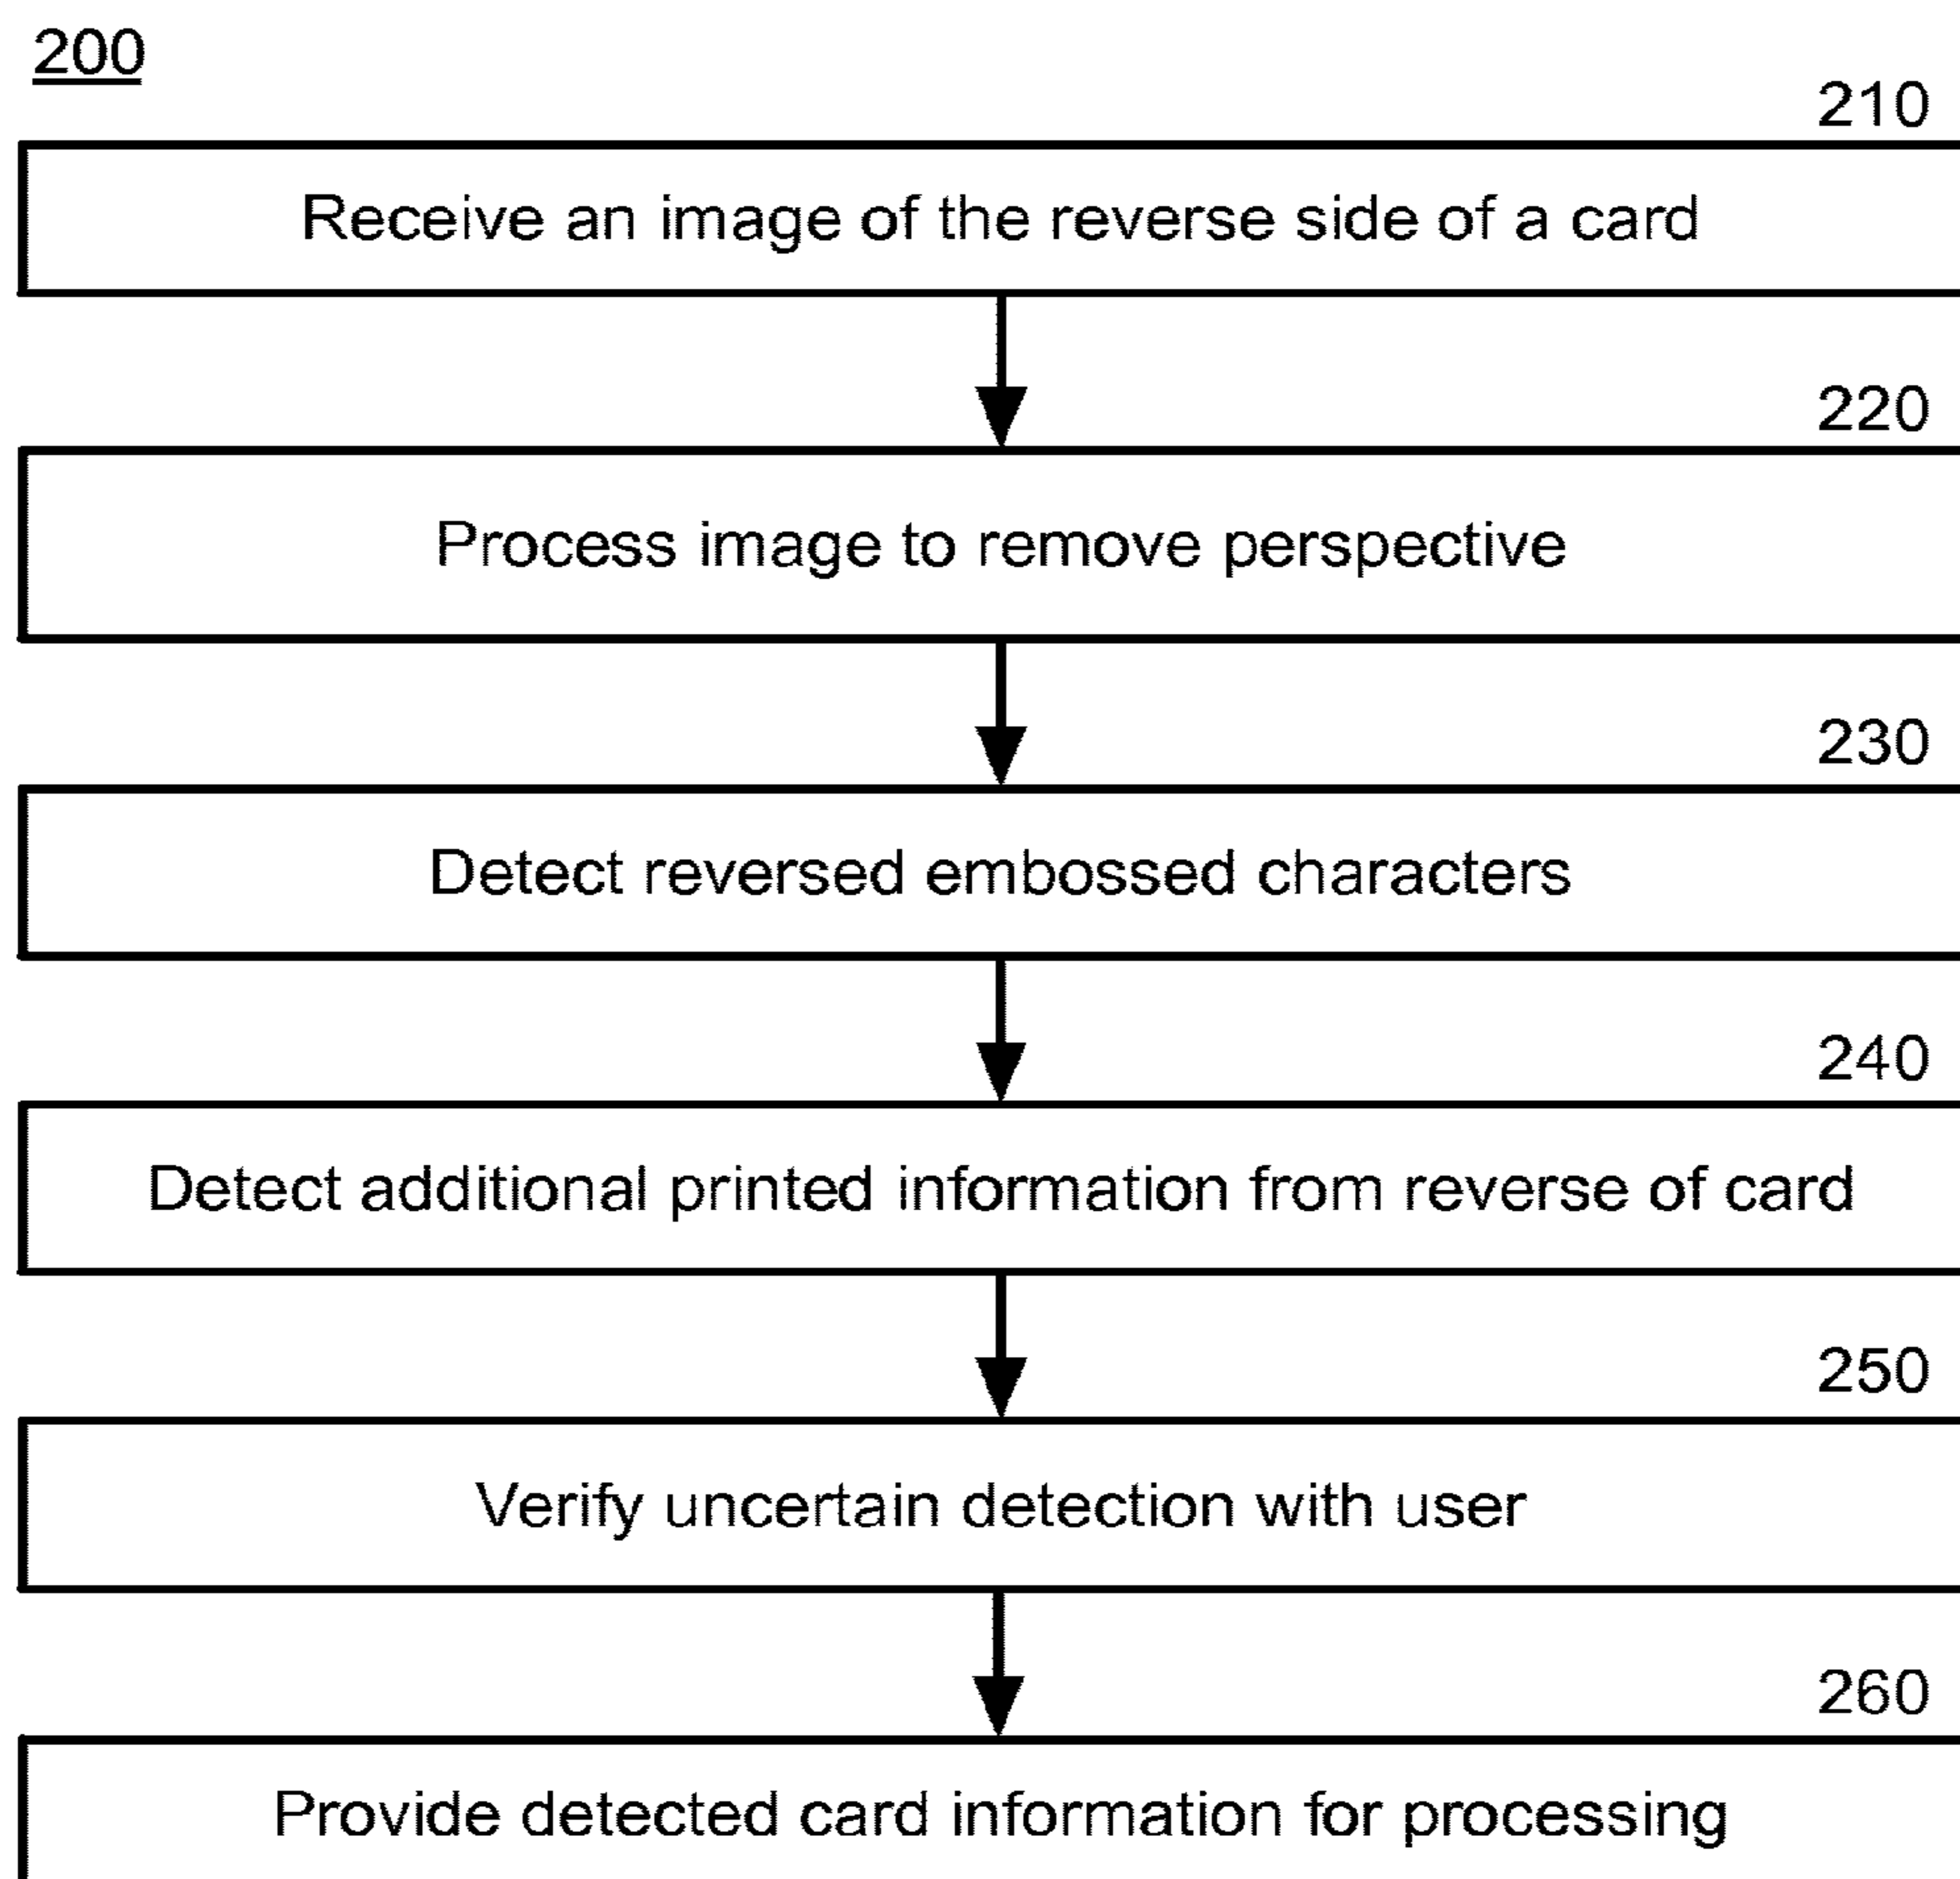 200
210
Receive an image of the reverse side of a card
220
Process image to remove perspective
230
Detect reversed embossed characters
240
Detect additional printed information from reverse of card
250
Verify uncertain detection with user
260
Provide detected card information for processing